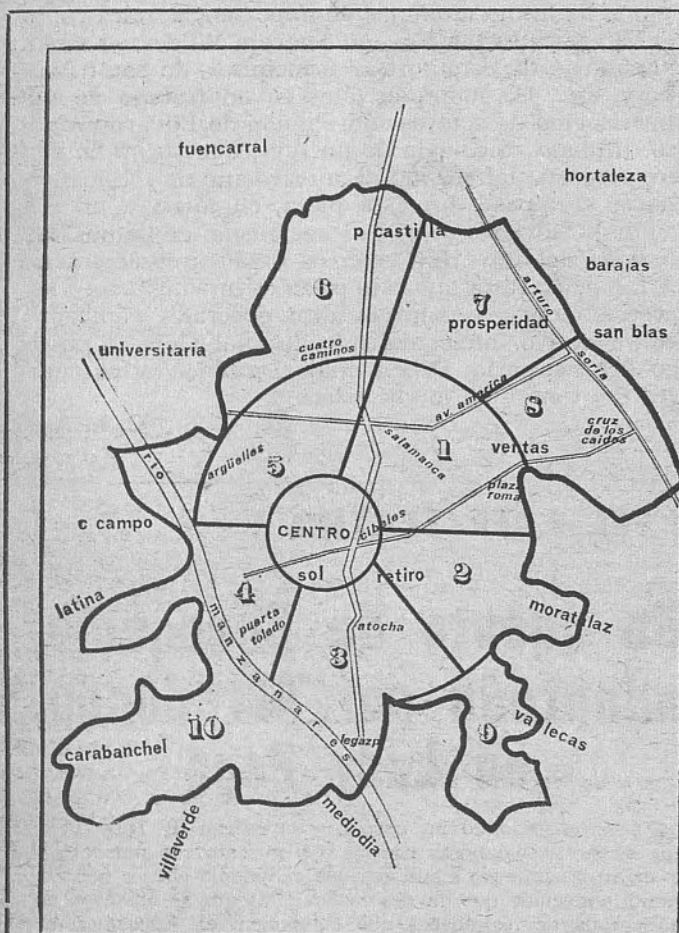 fuencarral
hortaleza
p castilla
barajas
6
7
arturo
prosperidad
san blas
universitaria
cuatro
caminos
soria
av. america
8
cruz
de los
caidos
salamanca
1
ventas
argüelles
5
plaza
roma
rio
c campo
CENTRO
cibeles
sol
retiro
2
4
latina
puerta
toledo
atocha
moratalaz
manzanares
3
10
9
vallecas
carabanchel
legazpi
villaverde
mediodia